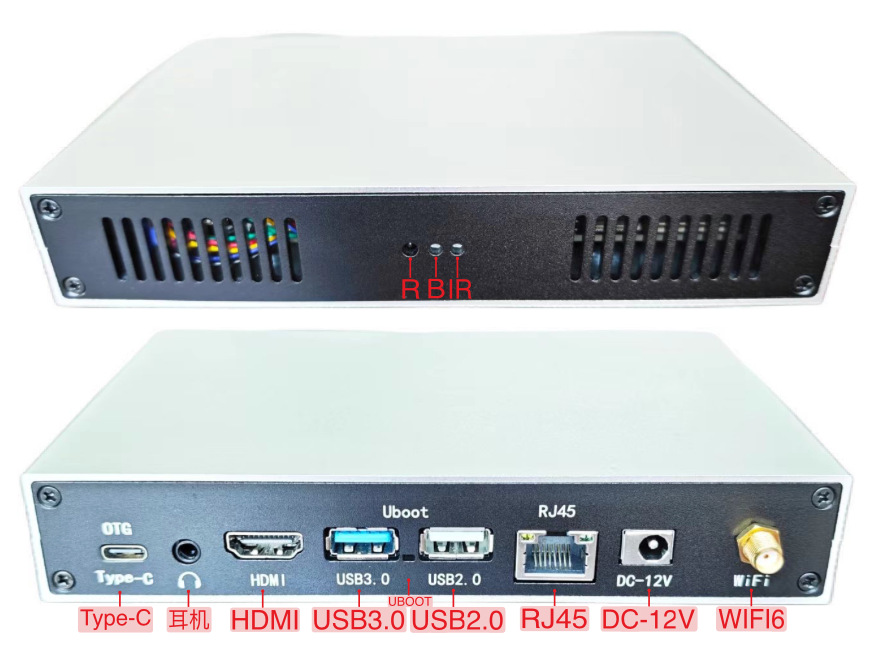 R B IR
Uboot
RJ45
OTG
Type-C
HDMI
USB3.0
USB2.0
DC-12V
WiFi
UBOOT
Type-C
耳机
HDMI
USB3.0
USB2.0
RJ45
DC-12V
WIFI6